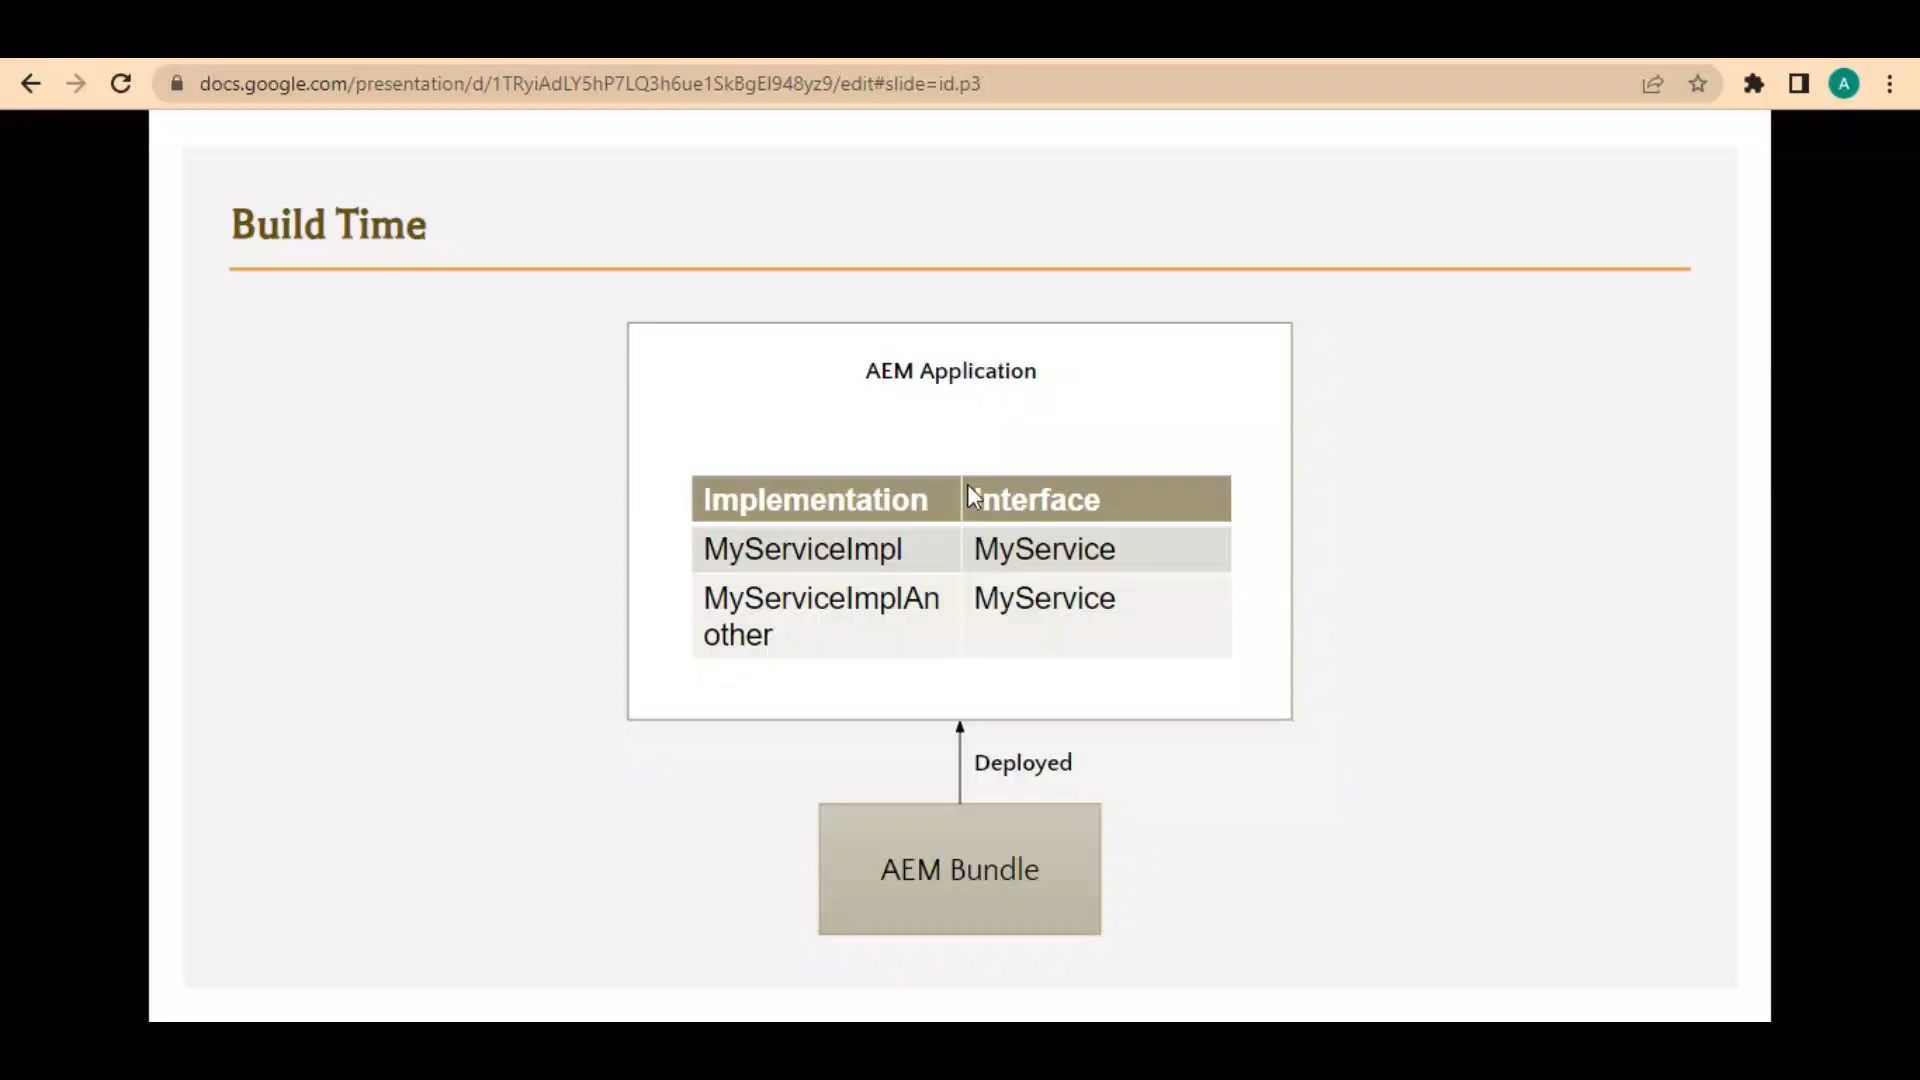 docs.google.com/presentation/d/1TRyiAdLY5hP7LQ3h6ue1SkBgEI948yz9/edit#slide=id.p3
A
Build Time
AEM Application
Implementation Interface
MyServiceImpl MyService
MyServiceImplAn MyService
other
Deployed
AEM Bundle